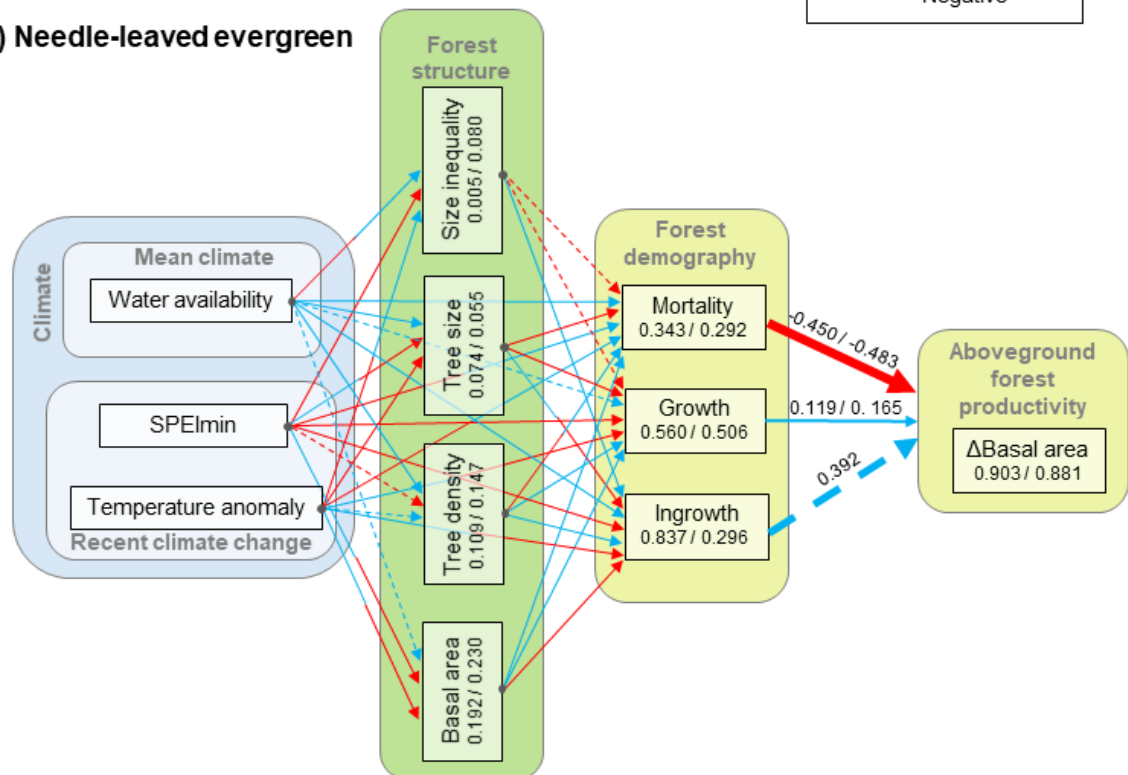 Negative
) Needle-leaved evergreen
Forest
structure
Size inequality
0.005 / 0.080
Tree size
0.074 / 0.055
Tree density
0.109 / 0.147
Basal area
0.192 / 0.230
Climate
Mean climate
Water availability
SPEImin
Temperature anomaly
Recent climate change
Forest
demography
Mortality
0.343 / 0.292
Growth
0.560 / 0.506
Ingrowth
0.837 / 0.296
-0.450 / -0.483
0.119 / 0. 165
0.392
Aboveground
forest
productivity
ΔBasal area
0.903 / 0.881